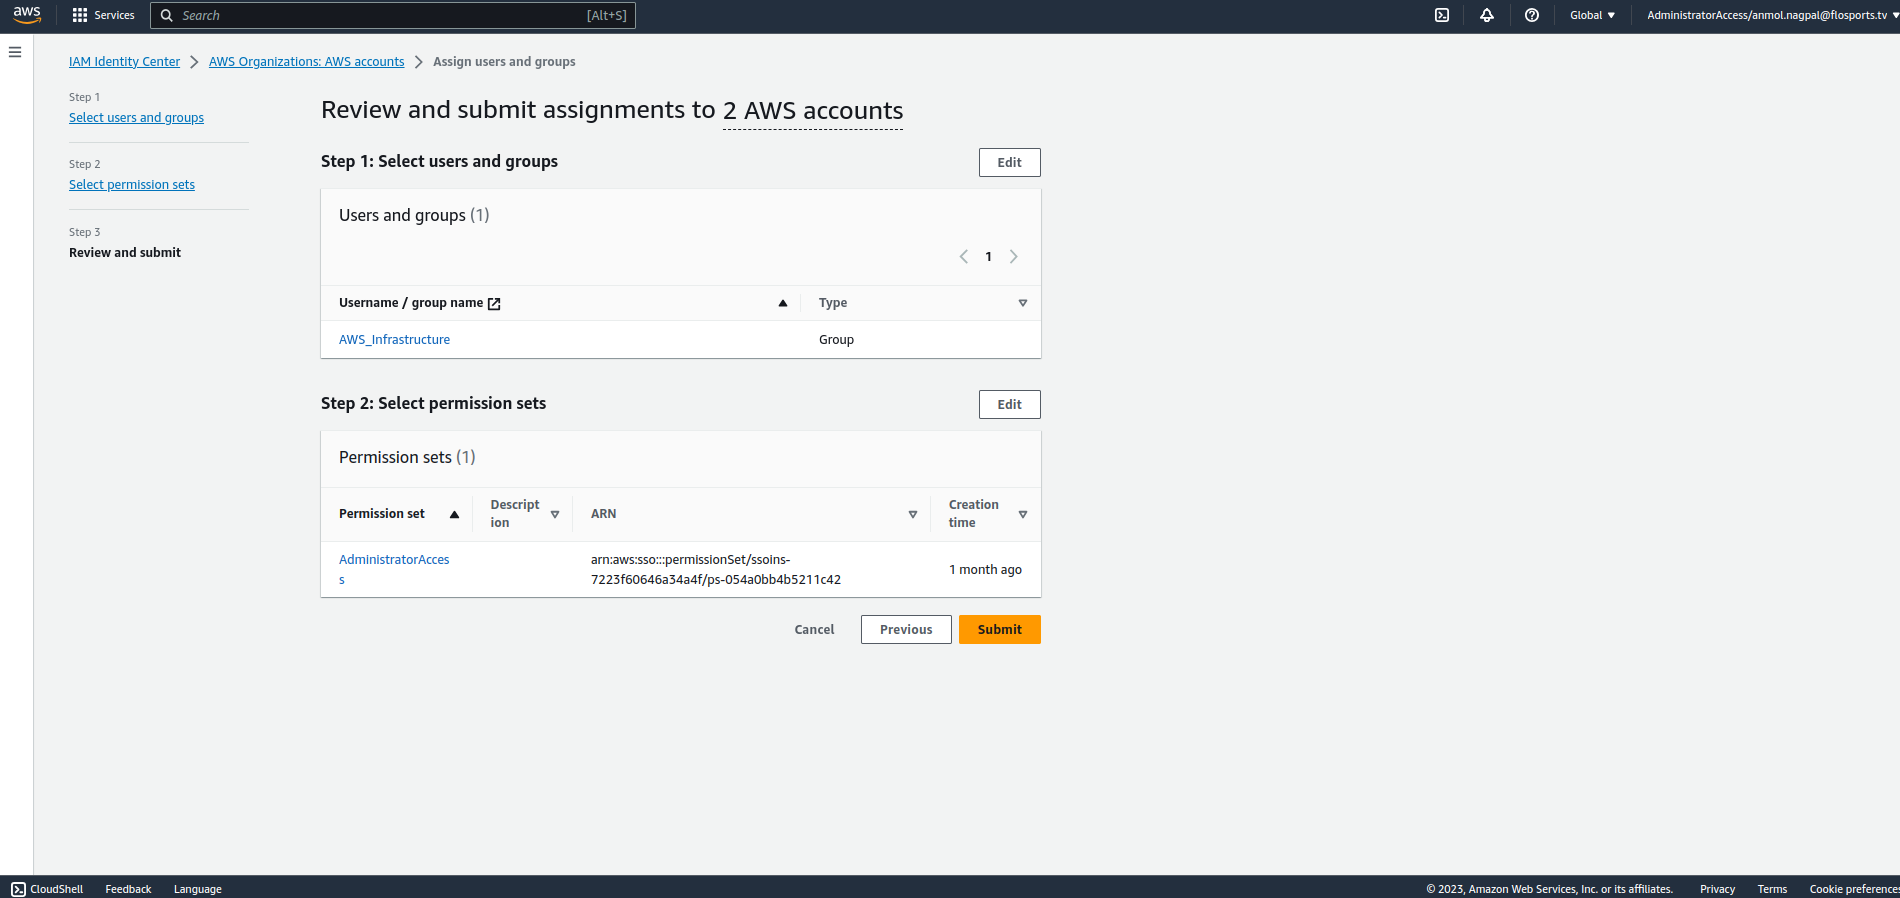 aws
Services
Search
[Alt+S]
Global
AdministratorAccess/anmol.nagpal@flosports.tv
IAM Identity Center
AWS Organizations: AWS accounts
Assign users and groups
Step 1
Select users and groups
Step 2
Select permission sets
Step 3
Review and submit
Review and submit assignments to 2 AWS accounts
Step 1: Select users and groups
Edit
Users and groups (1)
1
Username / group name
Type
AWS_Infrastructure
Group
Step 2: Select permission sets
Edit
Permission sets (1)
Permission set
Descript
ion
ARN
Creation
time
AdministratorAcces
s
arn:aws:sso:::permissionSet/ssoins-
7223f60646a34a4f/ps-054a0bb4b5211c42
1 month ago
Cancel
Previous
Submit
CloudShell
Feedback
Language
© 2023, Amazon Web Services, Inc. or its affiliates.
Privacy
Terms
Cookie preferences